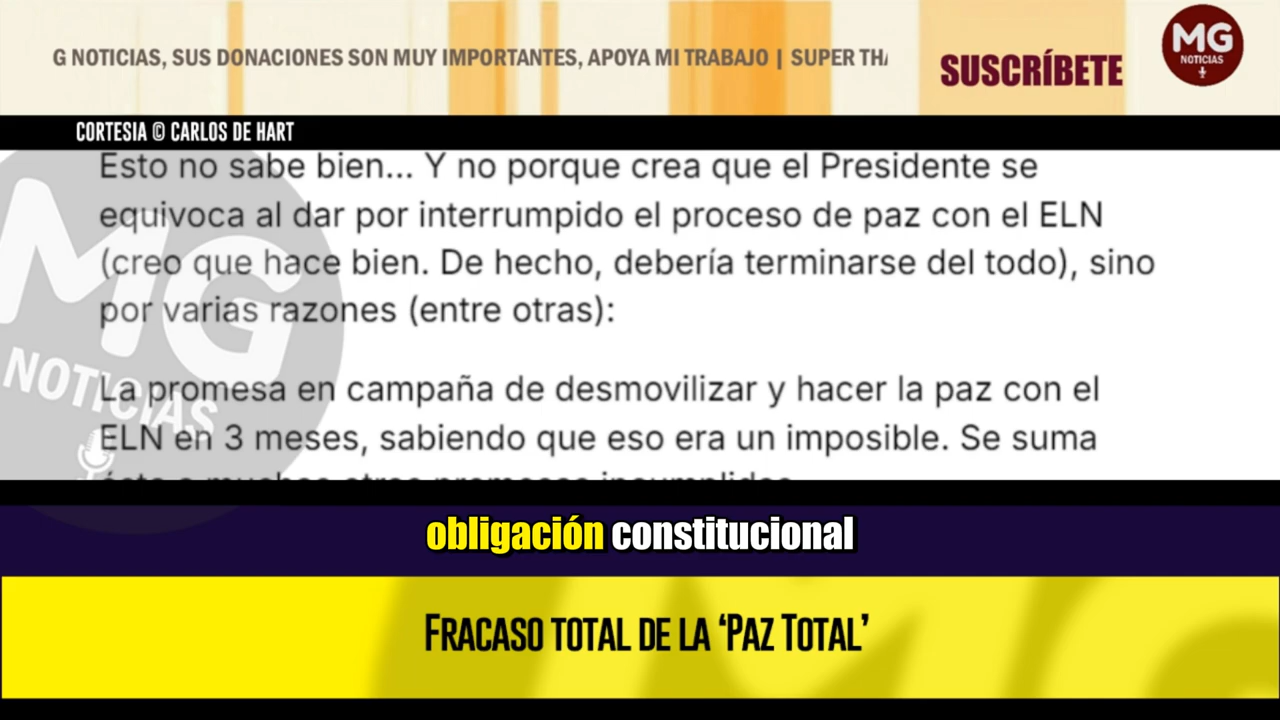 G NOTICIAS, SUS DONACIONES SON MUY IMPORTANTES, APOYA MI TRABAJO | SUPER
SUSCRÍBETE
MG
NOTICIAS
CORTESIA © CARLOS DE HART
Esto no sabe bien... Y no porque crea que el Presidente se
equivoca al dar por interrumpido el proceso de paz con el ELN
(creo que hace bien. De hecho, debería terminarse del todo), sino
por varias razones (entre otras):
La promesa en campaña de desmovilizar y hacer la paz con el
ELN en 3 meses, sabiendo que eso era un imposible. Se suma
MG
NOTICIAS
obligación constitucional
FRACASO TOTAL DE LA ‘PAZ TOTAL’